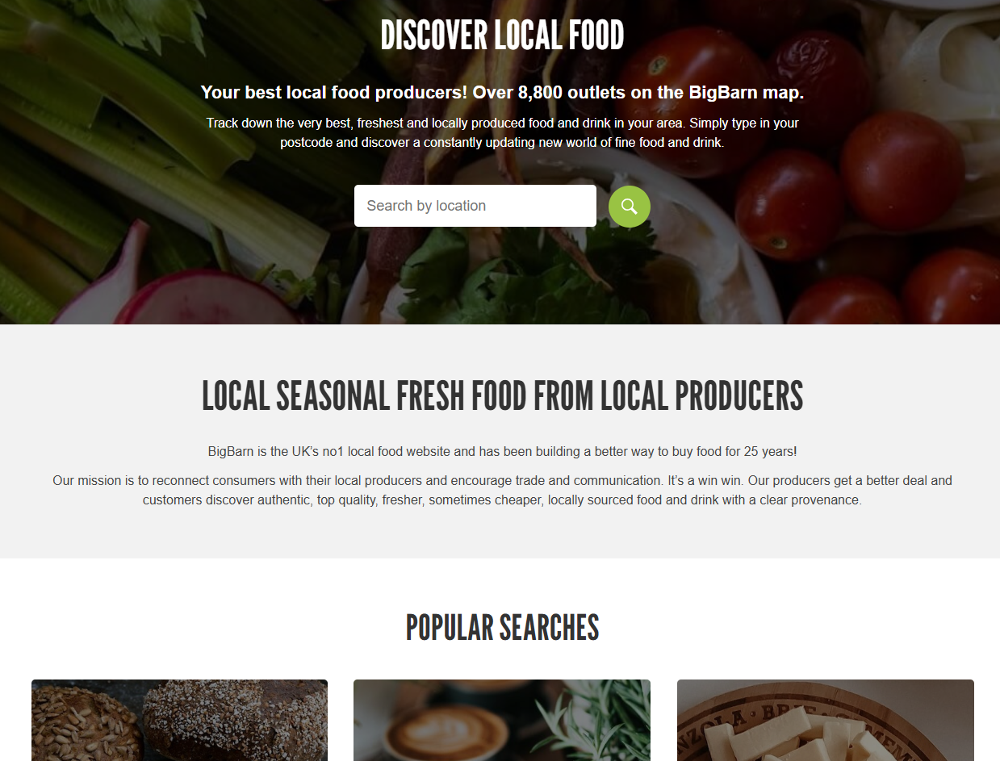 DISCOVER LOCAL FOOD
Your best local food producers! Over 8,800 outlets on the BigBarn map.
Track down the very best, freshest and locally produced food and drink in your area. Simply type in your
postcode and discover a constantly updating new world of fine food and drink.
Search by location
LOCAL SEASONAL FRESH FOOD FROM LOCAL PRODUCERS
BigBarn is the UK’s no1 local food website and has been building a better way to buy food for 25 years!
Our mission is to reconnect consumers with their local producers and encourage trade and communication. It’s a win win. Our producers get a better deal and
customers discover authentic, top quality, fresher, sometimes cheaper, locally sourced food and drink with a clear provenance.
POPULAR SEARCHES